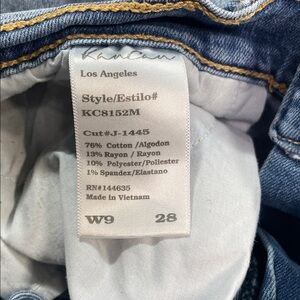 KanCan
Los Angeles
Style/Estilo#
KC8152M
Cut#J-1445
76% Cotton /Algodon
13% Rayon / Rayon
10% Polyester/Poliester
1% Spandex/Elastano
RN#144635
Made in Vietnam
W9 28